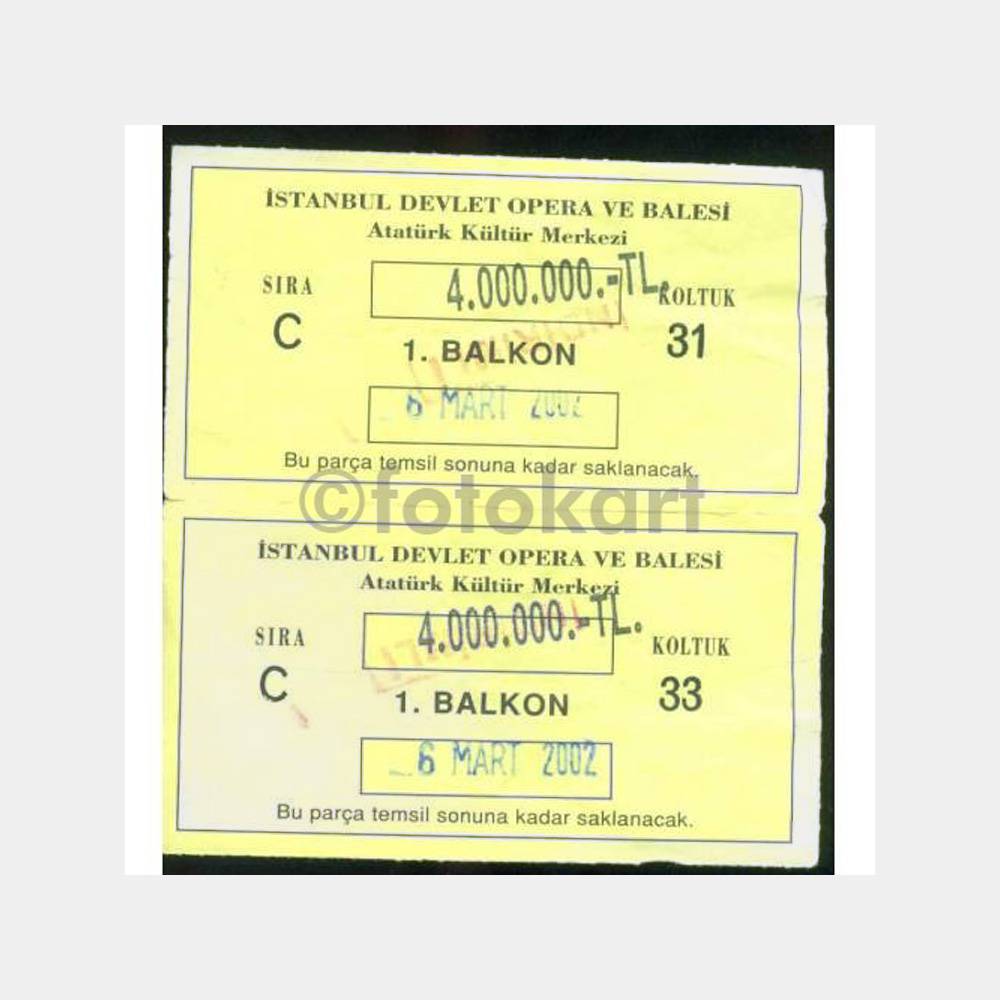 İSTANBUL DEVLET OPERA VE BALESİ
Atatürk Kültür Merkezi
SIRA 4.000.000.-TL. KOLTUK
C 1. BALKON 31
6 MART 2002
Bu parça temsil sonuna kadar saklanacak.
©fotokart
İSTANBUL DEVLET OPERA VE BALESİ
Atatürk Kültür Merkezi
SIRA 4.000.000.-TL. KOLTUK
C 1. BALKON 33
6 MART 2002
Bu parça temsil sonuna kadar saklanacak.